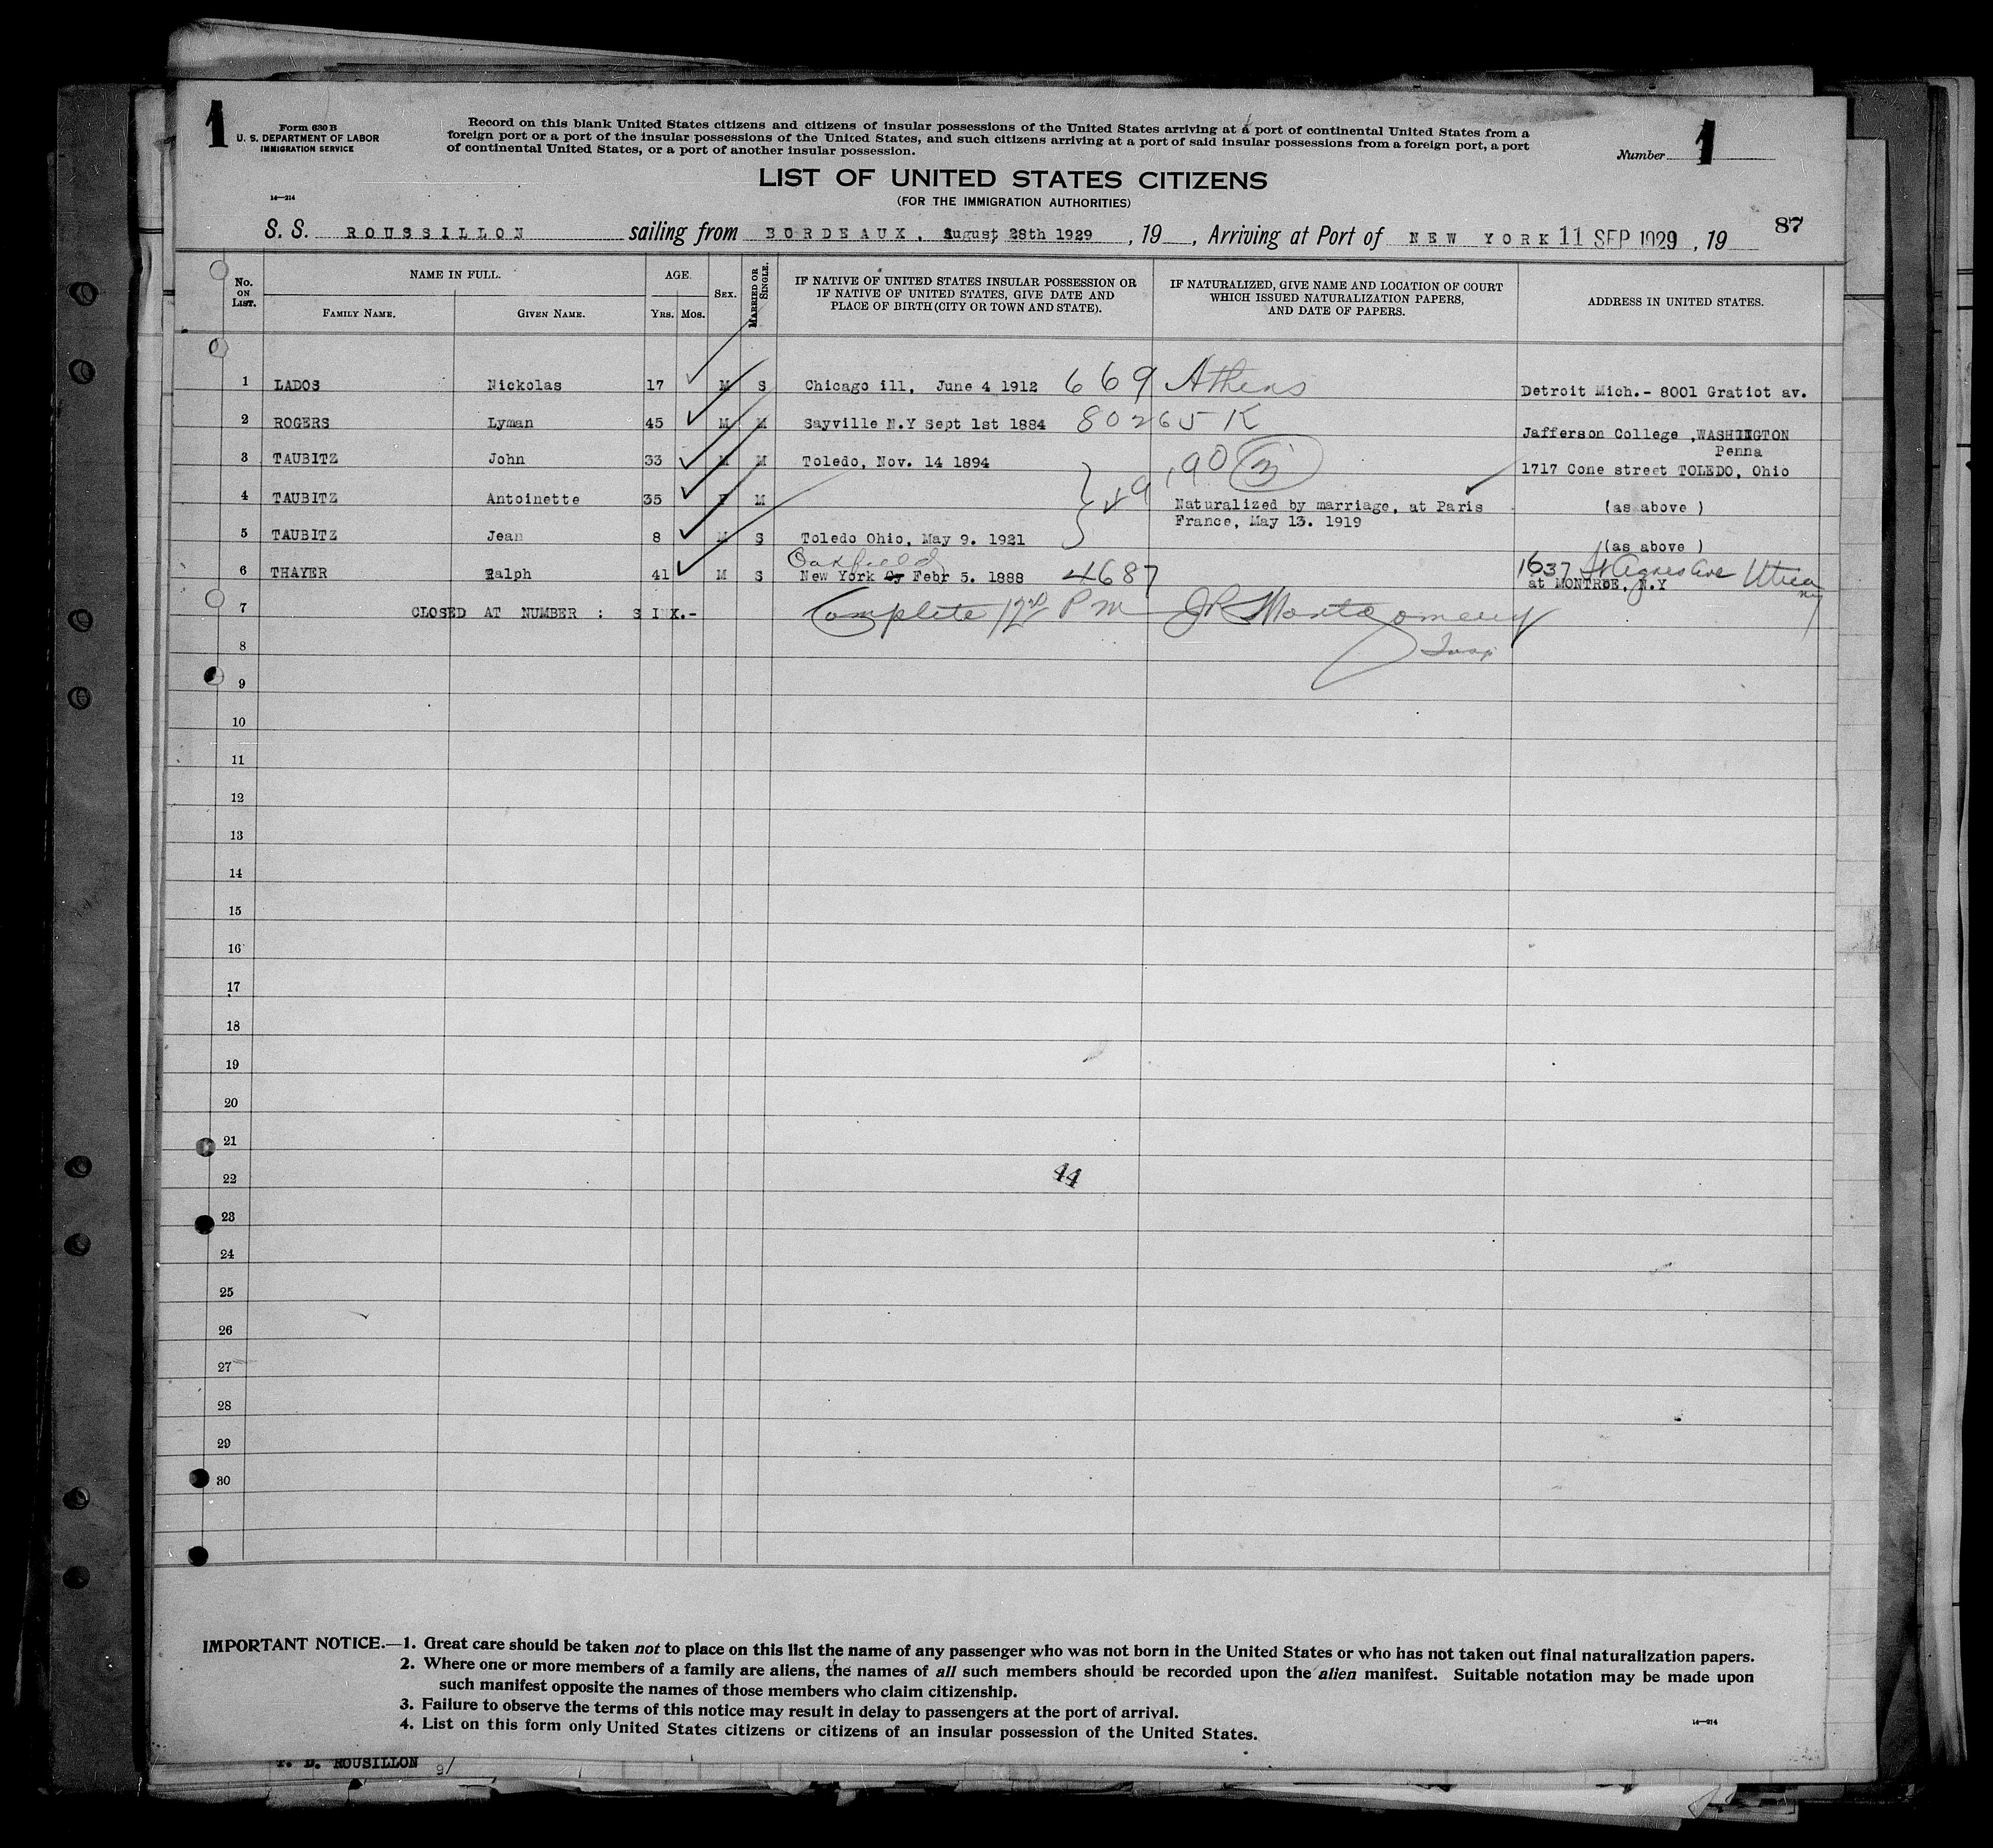 1
Form 630 B
U. S. DEPARTMENT OF LABOR
IMMIGRATION SERVICE
14—214
Record on this blank United States citizens and citizens of insular possessions of the United States arriving at a port of continental United States from a
foreign port or a port of the insular possessions of the United States, and such citizens arriving at a port of said insular possessions from a foreign port, a port
of continental United States, or a port of another insular possession.
Number 1
LIST OF UNITED STATES CITIZENS
(FOR THE IMMIGRATION AUTHORITIES)
87
S. S. ROUSSILLON sailing from BORDEAUX, August, 28th 1929, 19 , Arriving at Port of NEW YORK 11 SEP 1929, 19
No. ON LIST.
NAME IN FULL.
FAMILY NAME. GIVEN NAME.
AGE.
YRS. MOS.
SEX.
MARRIED OR SINGLE.
IF NATIVE OF UNITED STATES INSULAR POSSESSION OR
IF NATIVE OF UNITED STATES, GIVE DATE AND
PLACE OF BIRTH (CITY OR TOWN AND STATE).
IF NATURALIZED, GIVE NAME AND LOCATION OF COURT
WHICH ISSUED NATURALIZATION PAPERS,
AND DATE OF PAPERS.
ADDRESS IN UNITED STATES.
1 LADOS Nickolas 17 M S Chicago ill, June 4 1912 669 Athens Detroit Mich.- 8001 Gratiot av.
2 ROGERS Lyman 45 M M Sayville N.Y Sept 1st 1884 80265 K Jafferson College ,WASHINGTON
Penna
3 TAUBITZ John 33 M M Toledo, Nov. 14 1894 1717 Cone street TOLEDO, Ohio
4 TAUBITZ Antoinette 35 F M Naturalized by marriage, at Paris (as above )
France, May 13. 1919
5 TAUBITZ Jean 8 M S Toledo Ohio, May 9. 1921 (as above )
Oakfield
6 THAYER Ralph 41 M S New York Cy Febr 5. 1888 4687 1637 St Agnes Ave Utica
at MONTROE, N.Y NY
7 CLOSED AT NUMBER : SIX.- Complete 12 PM JR Montgomery
8 Insp
9
10
11
12
13
14
15
16
17
18
19
20
21
22 44
23
24
25
26
27
28
29
30
IMPORTANT NOTICE.—1. Great care should be taken not to place on this list the name of any passenger who was not born in the United States or who has not taken out final naturalization papers.
2. Where one or more members of a family are aliens, the names of all such members should be recorded upon the alien manifest. Suitable notation may be made upon
such manifest opposite the names of those members who claim citizenship.
3. Failure to observe the terms of this notice may result in delay to passengers at the port of arrival.
4. List on this form only United States citizens or citizens of an insular possession of the United States.
14—214
ROUSILLON 9/